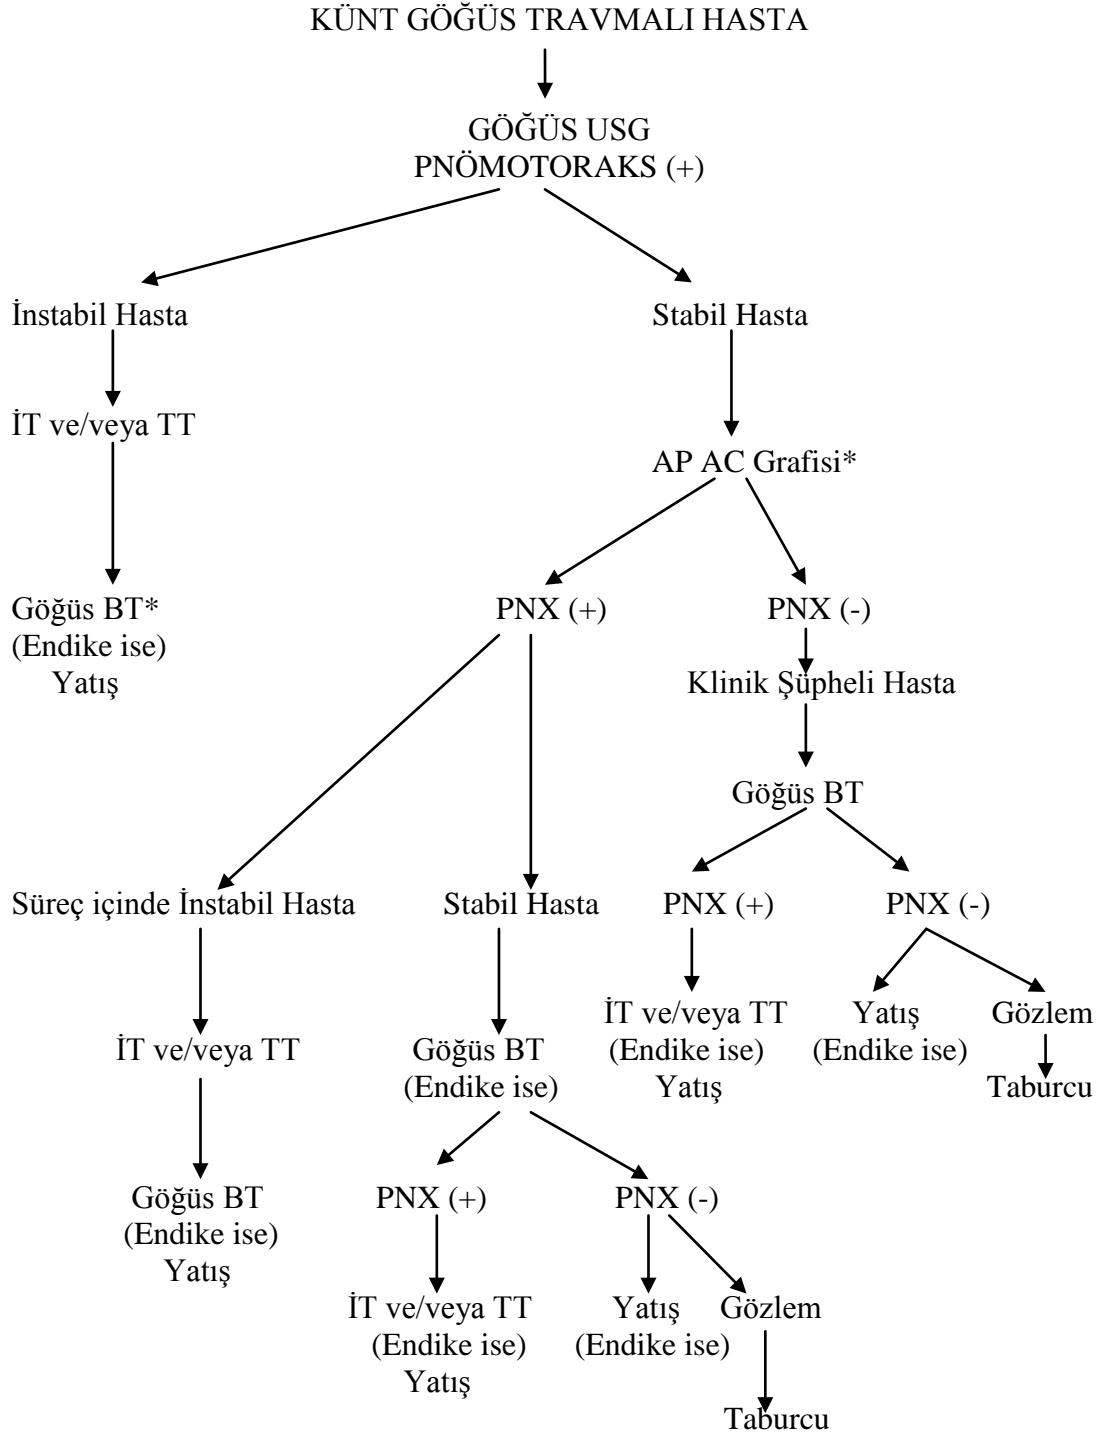 KÜNT GÖĞÜS TRAVMALI HASTA
GÖĞÜS USG
PNÖMOTORAKS (+)
İnstabil Hasta
Stabil Hasta
İT ve/veya TT
AP AC Grafisi*
Göğüs BT*
(Endike ise)
Yatış
PNX (+)
PNX (-)
Klinik Şüpheli Hasta
Göğüs BT
Süreç içinde İnstabil Hasta
Stabil Hasta
PNX (+)
PNX (-)
İT ve/veya TT
(Endike ise)
Yatış
Yatış
(Endike ise)
Gözlem
Taburcu
İT ve/veya TT
Göğüs BT
(Endike ise)
Göğüs BT
(Endike ise)
Yatış
PNX (+)
PNX (-)
İT ve/veya TT
(Endike ise)
Yatış
Yatış
(Endike ise)
Gözlem
Taburcu